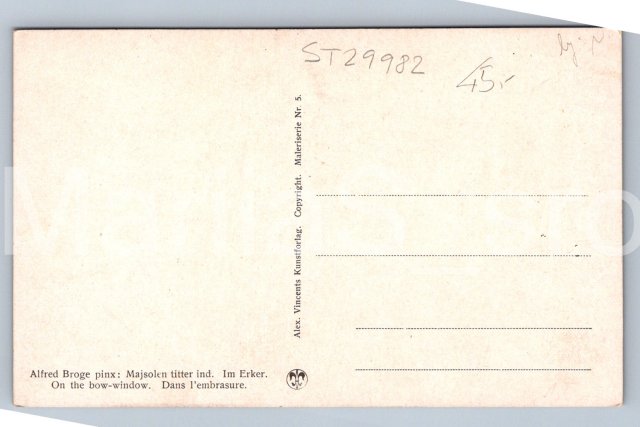 ST29982
45,-
Alex. Vincents Kunstforlag. Copyright. Maleriserie Nr. 5.
Alfred Broge pinx: Majsolen titter ind. Im Erker.
On the bow-window. Dans l'embrasure.